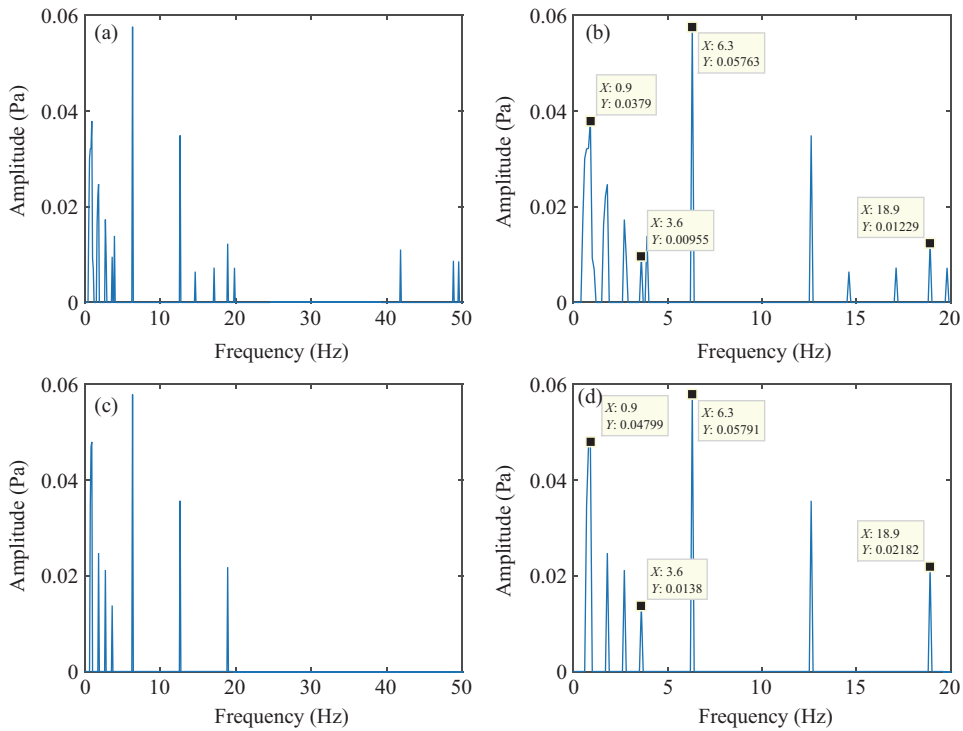 (a)
Amplitude (Pa)
0.06
0.04
0.02
0
0 10 20 30 40 50
Frequency (Hz)
(b)
Amplitude (Pa)
0.06
0.04
0.02
0
X: 0.9
Y: 0.0379
X: 6.3
Y: 0.05763
X: 3.6
Y: 0.00955
X: 18.9
Y: 0.01229
0 5 10 15 20
Frequency (Hz)
(c)
Amplitude (Pa)
0.06
0.04
0.02
0
0 10 20 30 40 50
Frequency (Hz)
(d)
Amplitude (Pa)
0.06
0.04
0.02
0
X: 0.9
Y: 0.04799
X: 6.3
Y: 0.05791
X: 3.6
Y: 0.0138
X: 18.9
Y: 0.02182
0 5 10 15 20
Frequency (Hz)